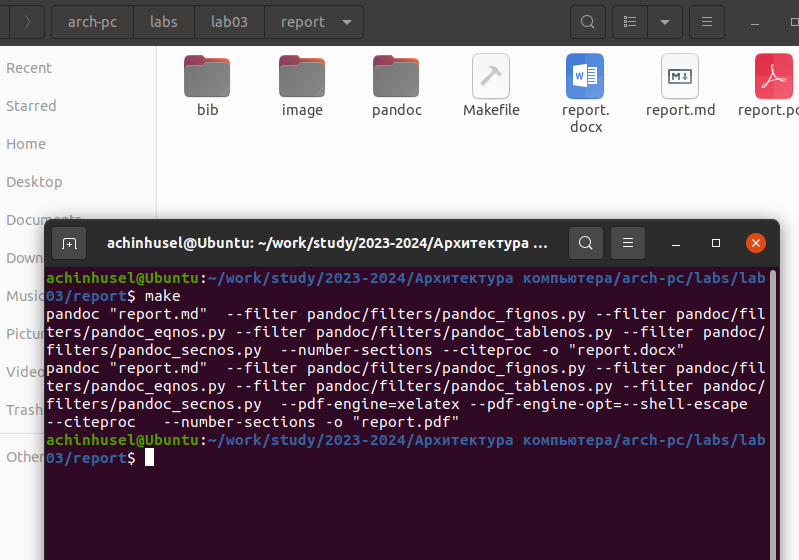 arch-pc labs lab03 report
Recent
Starred
Home
Desktop
bib image pandoc Makefile report.docx report.md
achinhusel@Ubuntu: ~/work/study/2023-2024/Архитектура ...
achinhusel@Ubuntu:~/work/study/2023-2024/Архитектура компьютера/arch-pc/labs/lab
03/report$ make
pandoc "report.md"  --filter pandoc/filters/pandoc_fignos.py --filter pandoc/fil
ters/pandoc_eqnos.py --filter pandoc/filters/pandoc_tablenos.py --filter pandoc/
filters/pandoc_secnos.py  --number-sections --citeproc -o "report.docx"
pandoc "report.md"  --filter pandoc/filters/pandoc_fignos.py --filter pandoc/fil
ters/pandoc_eqnos.py --filter pandoc/filters/pandoc_tablenos.py --filter pandoc/
filters/pandoc_secnos.py  --pdf-engine=xelatex --pdf-engine-opt=--shell-escape
--citeproc   --number-sections -o "report.pdf"
achinhusel@Ubuntu:~/work/study/2023-2024/Архитектура компьютера/arch-pc/labs/lab
03/report$
Trash
Other